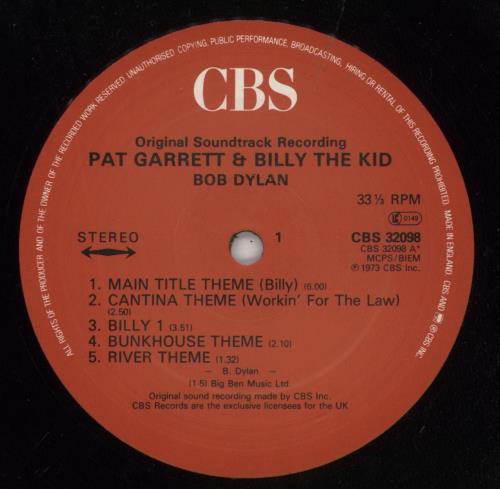 ALL RIGHTS OF THE PRODUCER AND OF THE OWNER OF THE RECORDED WORK RESERVED. UNAUTHORISED COPYING, PUBLIC PERFORMANCE, BROADCASTING, HIRING OR RENTAL OF THIS RECORDING PROHIBITED. MADE IN ENGLAND. CBS AND ℗ CBS INC.
CBS
Original Soundtrack Recording
PAT GARRETT & BILLY THE KID
BOB DYLAN
33⅓ RPM
0149
STEREO
1
CBS 32098
CBS 32098 A*
MCPS/BIEM
℗ 1973 CBS Inc.
1. MAIN TITLE THEME (Billy) (6.00)
2. CANTINA THEME (Workin' For The Law)
(2.50)
3. BILLY 1 (3.51)
4. BUNKHOUSE THEME (2.10)
5. RIVER THEME (1.32)
– B. Dylan –
(1-5) Big Ben Music Ltd
Original sound recording made by CBS Inc.
CBS Records are the exclusive licensees for the UK